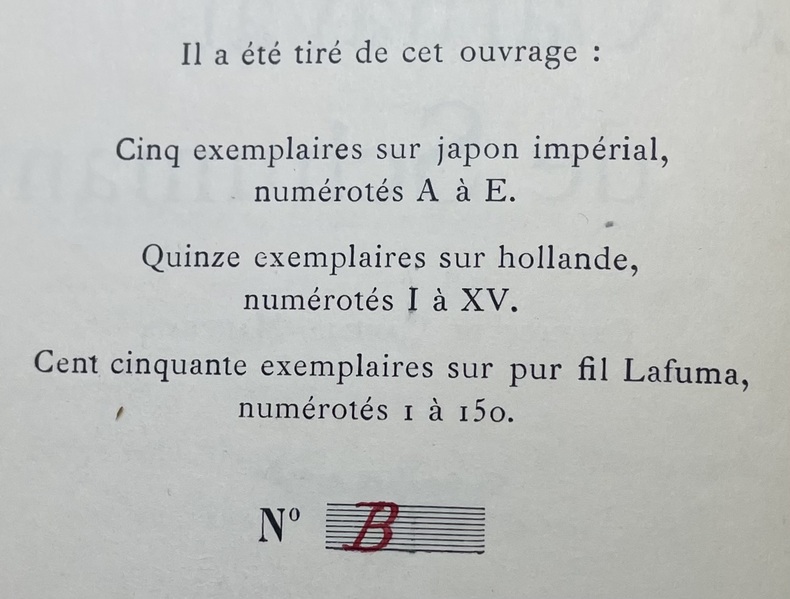 Il a été tiré de cet ouvrage :
Cinq exemplaires sur japon impérial,
numérotés A à E.
Quinze exemplaires sur hollande,
numérotés I à XV.
Cent cinquante exemplaires sur pur fil Lafuma,
numérotés 1 à 150.
Nº B